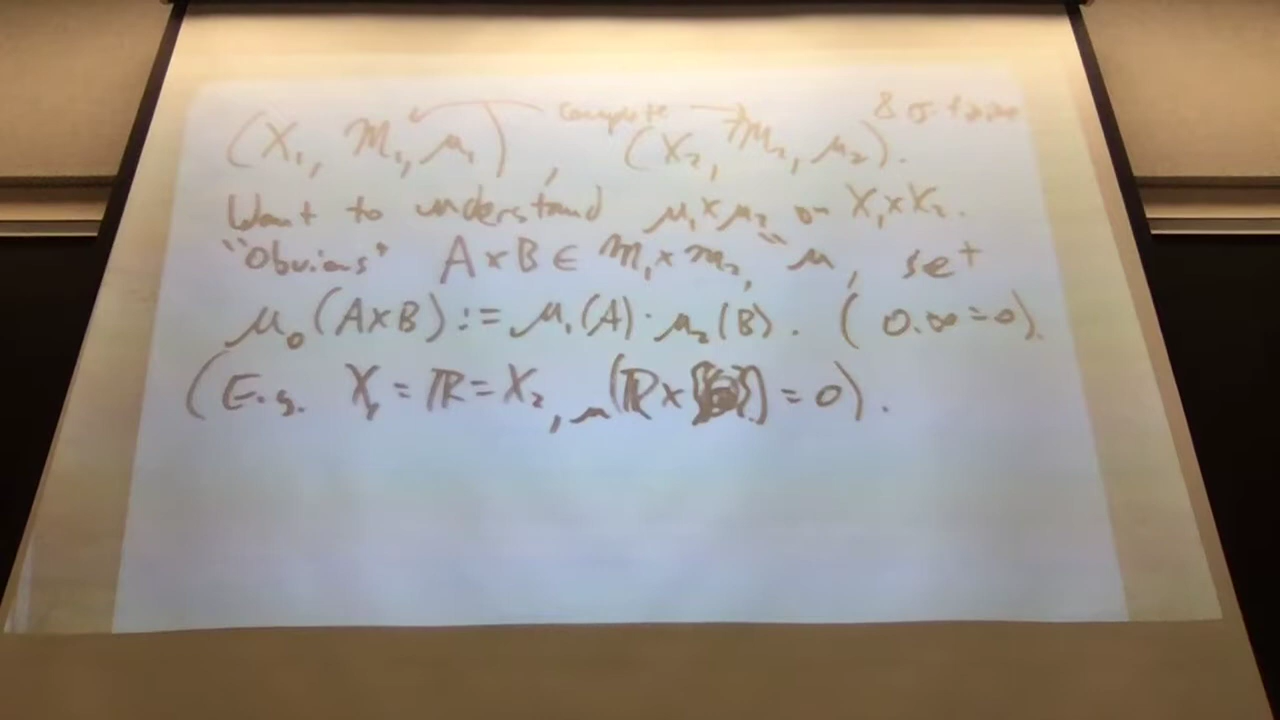 complete & σ-finite
(X₁, M₁, μ₁), (X₂, M₂, μ₂).
Want to understand μ₁×μ₂ on X₁×X₂.
"Obvious" A×B ∈ "M₁×M₂", μ, set
μ₀(A×B) := μ₁(A)·μ₂(B). (0.∞=0).
(E.g. X₁ = ℝ = X₂, μ(ℝ×{0}) = 0).